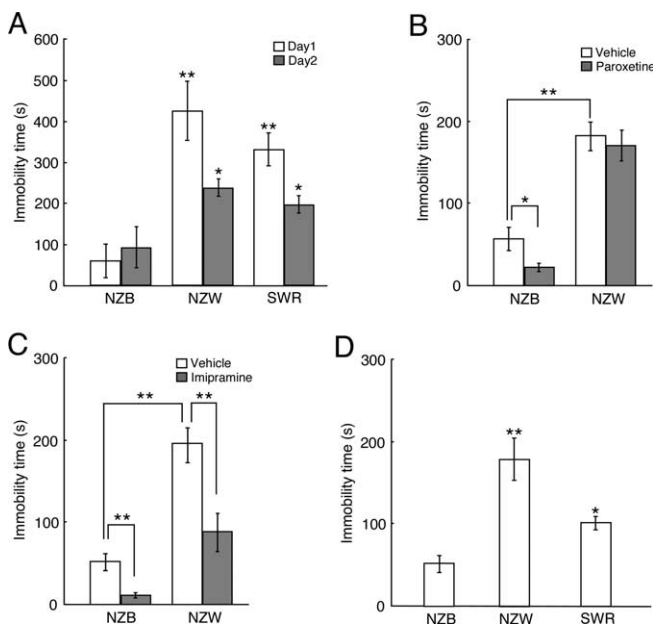 A
Immobility time (s)
600
500
400
300
200
100
0
Day1
Day2
**
*
**
*
NZB NZW SWR
B
Immobility time (s)
300
200
100
0
Vehicle
Paroxetine
**
*
NZB NZW
C
Immobility time (s)
300
200
100
0
Vehicle
Imipramine
**
**
**
NZB NZW
D
Immobility time (s)
300
200
100
0
**
*
NZB NZW SWR